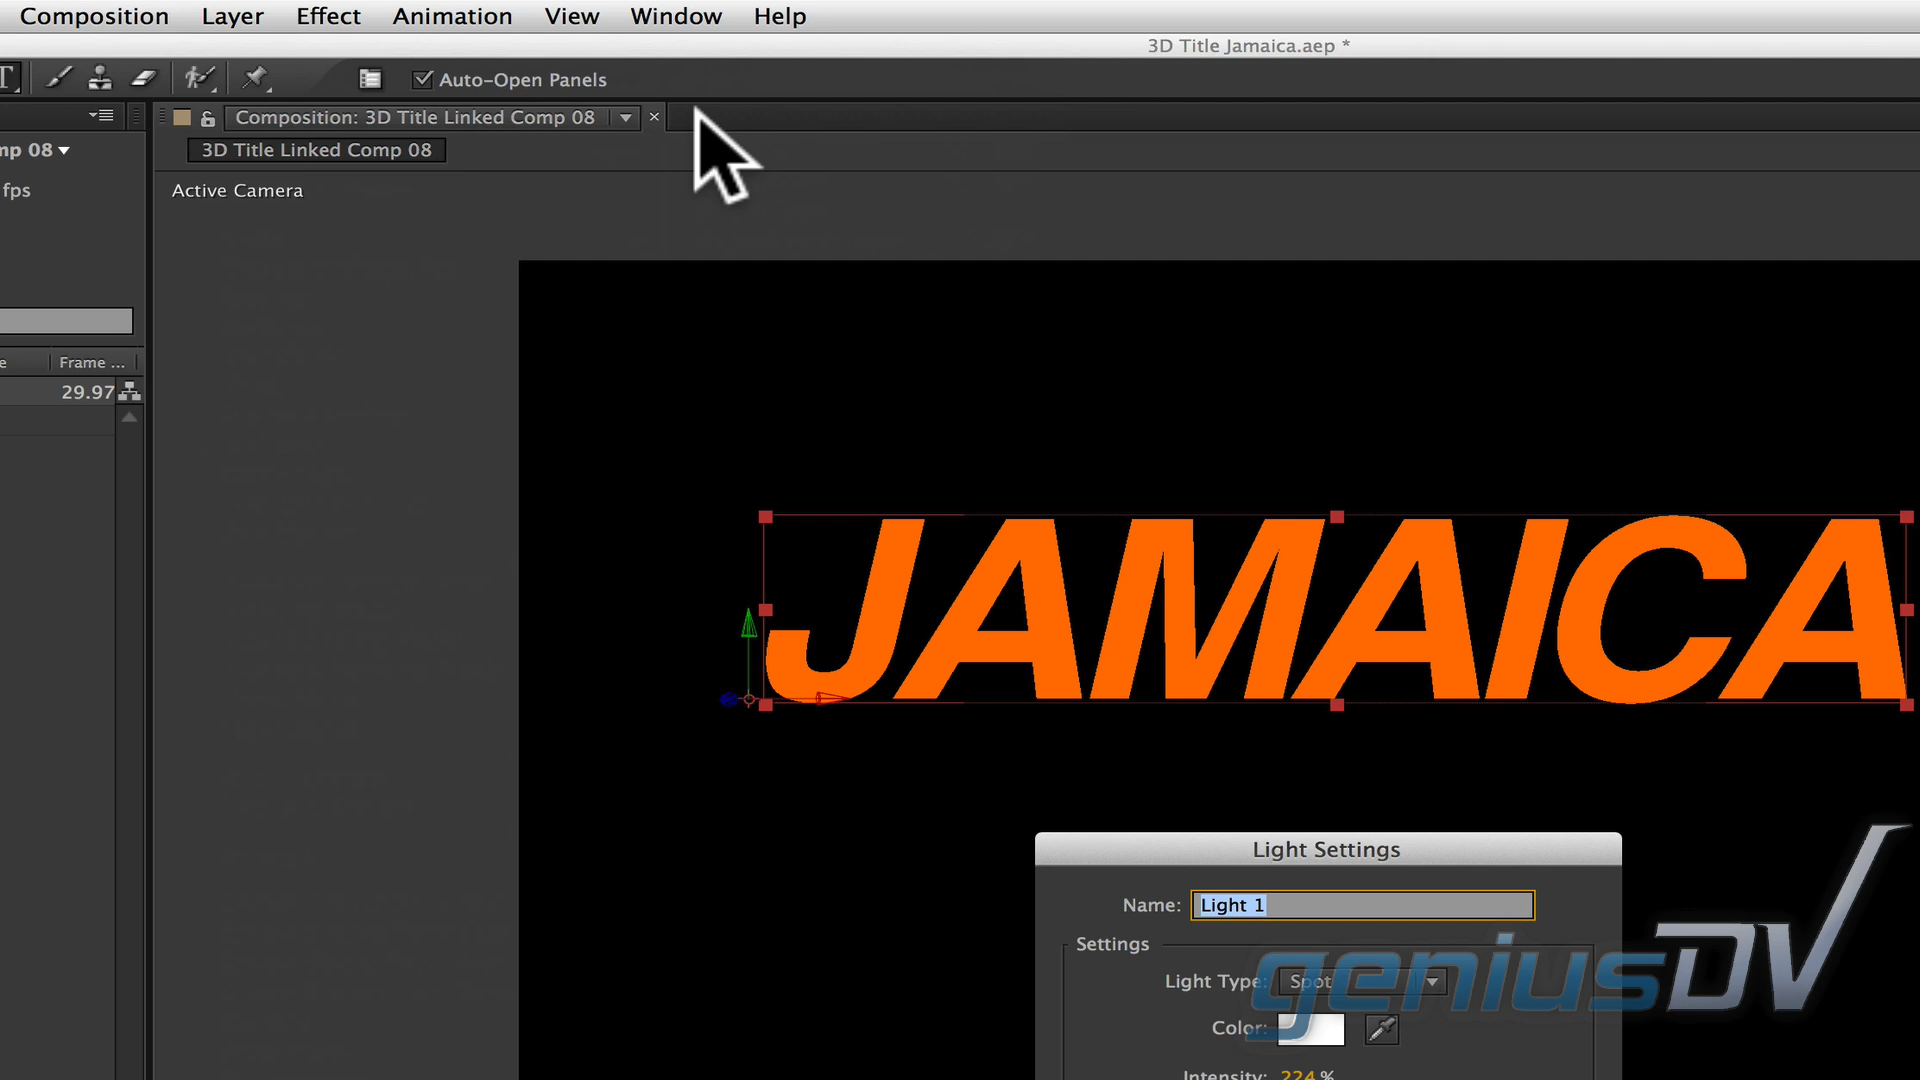 Composition Layer Effect Animation View Window Help
3D Title Jamaica.aep *
T Auto-Open Panels
Composition: 3D Title Linked Comp 08 ×
mp 08
3D Title Linked Comp 08
fps
Active Camera
Frame ...
29.97
JAMAICA
Light Settings
Name: Light 1
Settings
Light Type: Spot
Color:
Intensity: 224 %
geniusDV